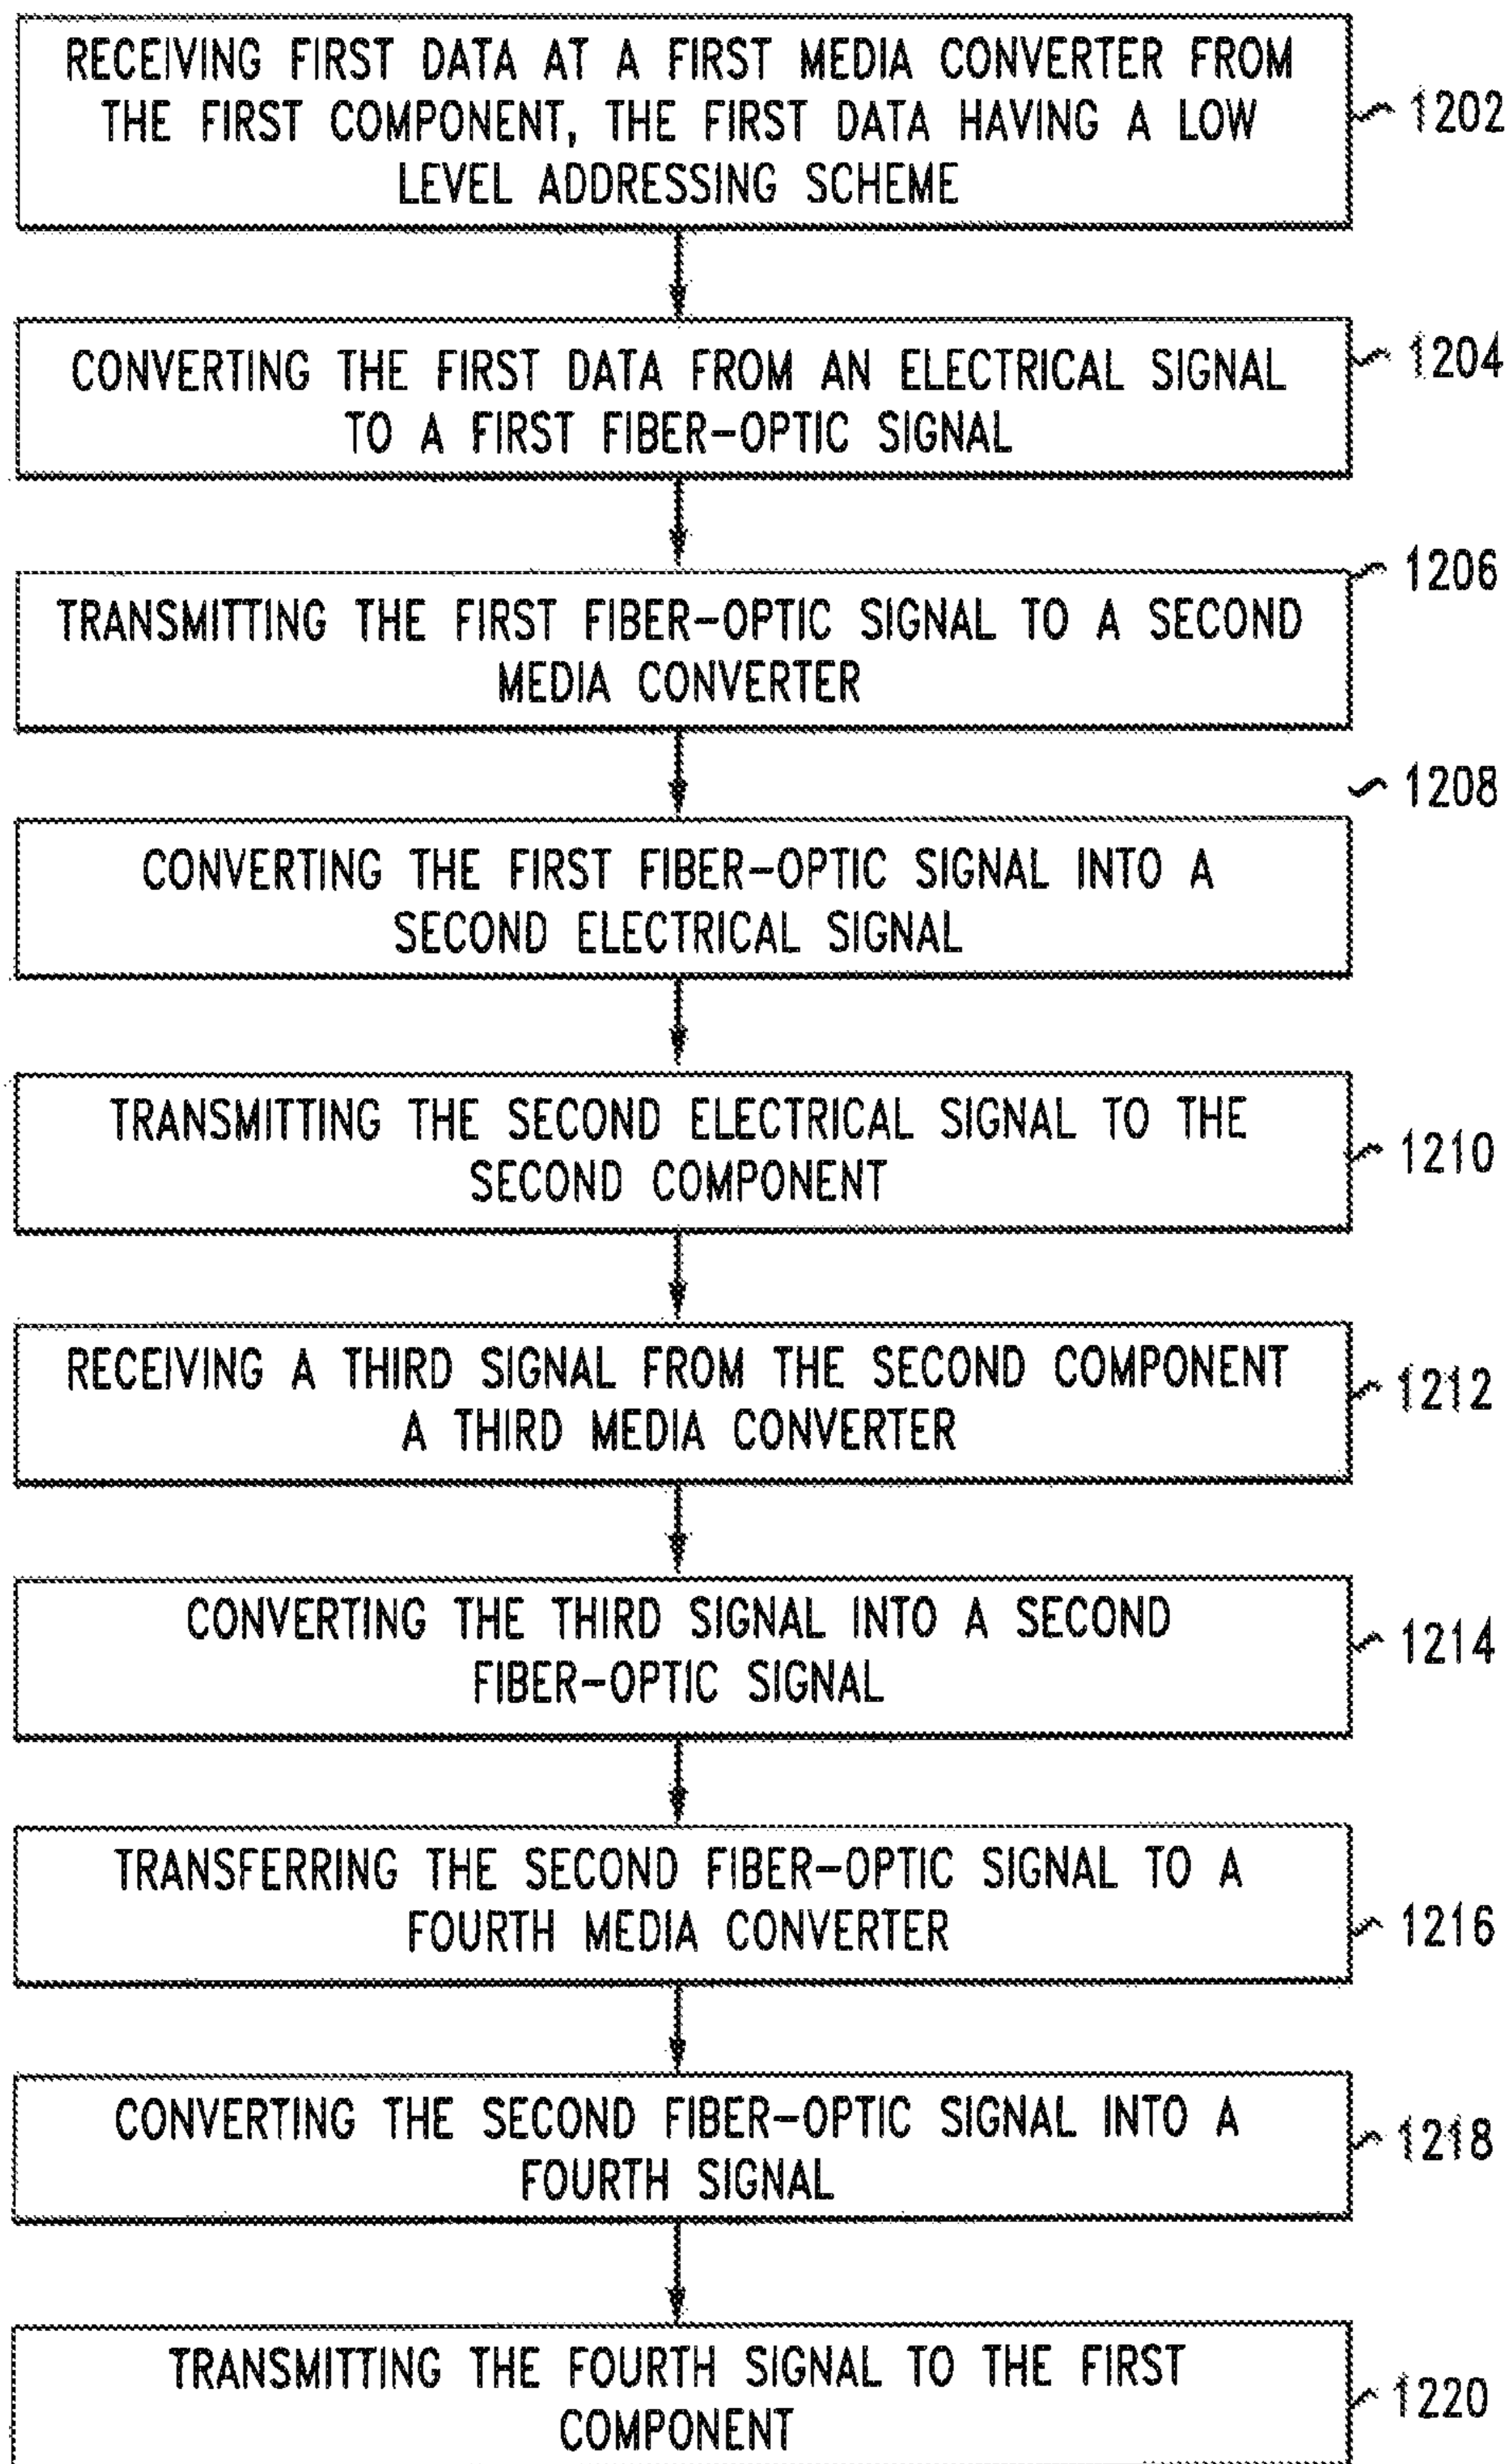 RECEIVING FIRST DATA AT A FIRST MEDIA CONVERTER FROM
THE FIRST COMPONENT, THE FIRST DATA HAVING A LOW
LEVEL ADDRESSING SCHEME
1202
CONVERTING THE FIRST DATA FROM AN ELECTRICAL SIGNAL
TO A FIRST FIBER-OPTIC SIGNAL
1204
TRANSMITTING THE FIRST FIBER-OPTIC SIGNAL TO A SECOND
MEDIA CONVERTER
1206
CONVERTING THE FIRST FIBER-OPTIC SIGNAL INTO A
SECOND ELECTRICAL SIGNAL
1208
TRANSMITTING THE SECOND ELECTRICAL SIGNAL TO THE
SECOND COMPONENT
1210
RECEIVING A THIRD SIGNAL FROM THE SECOND COMPONENT
A THIRD MEDIA CONVERTER
1212
CONVERTING THE THIRD SIGNAL INTO A SECOND
FIBER-OPTIC SIGNAL
1214
TRANSFERRING THE SECOND FIBER-OPTIC SIGNAL TO A
FOURTH MEDIA CONVERTER
1216
CONVERTING THE SECOND FIBER-OPTIC SIGNAL INTO A
FOURTH SIGNAL
1218
TRANSMITTING THE FOURTH SIGNAL TO THE FIRST
COMPONENT
1220